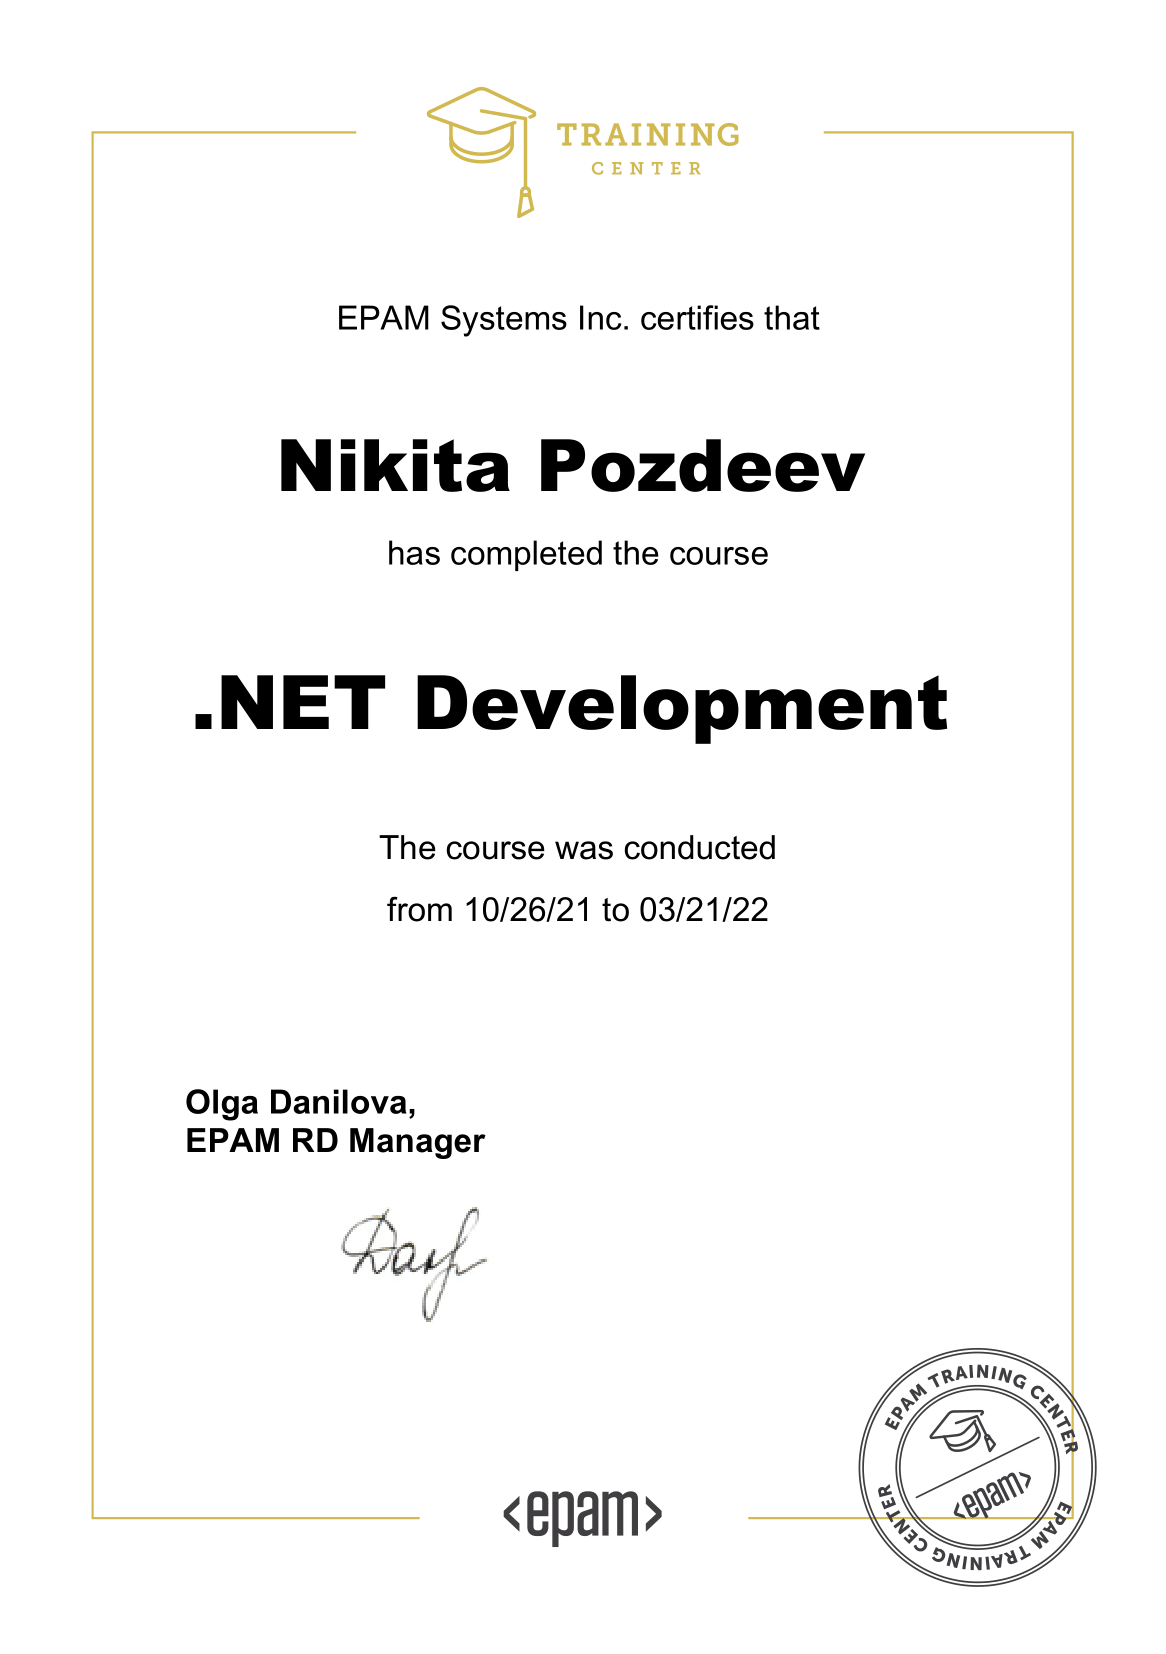 TRAINING
CENTER
EPAM Systems Inc. certifies that
Nikita Pozdeev
has completed the course
.NET Development
The course was conducted
from 10/26/21 to 03/21/22
Olga Danilova,
EPAM RD Manager
<epam>
EPAM TRAINING CENTER
<epam>
EPAM TRAINING CENTER